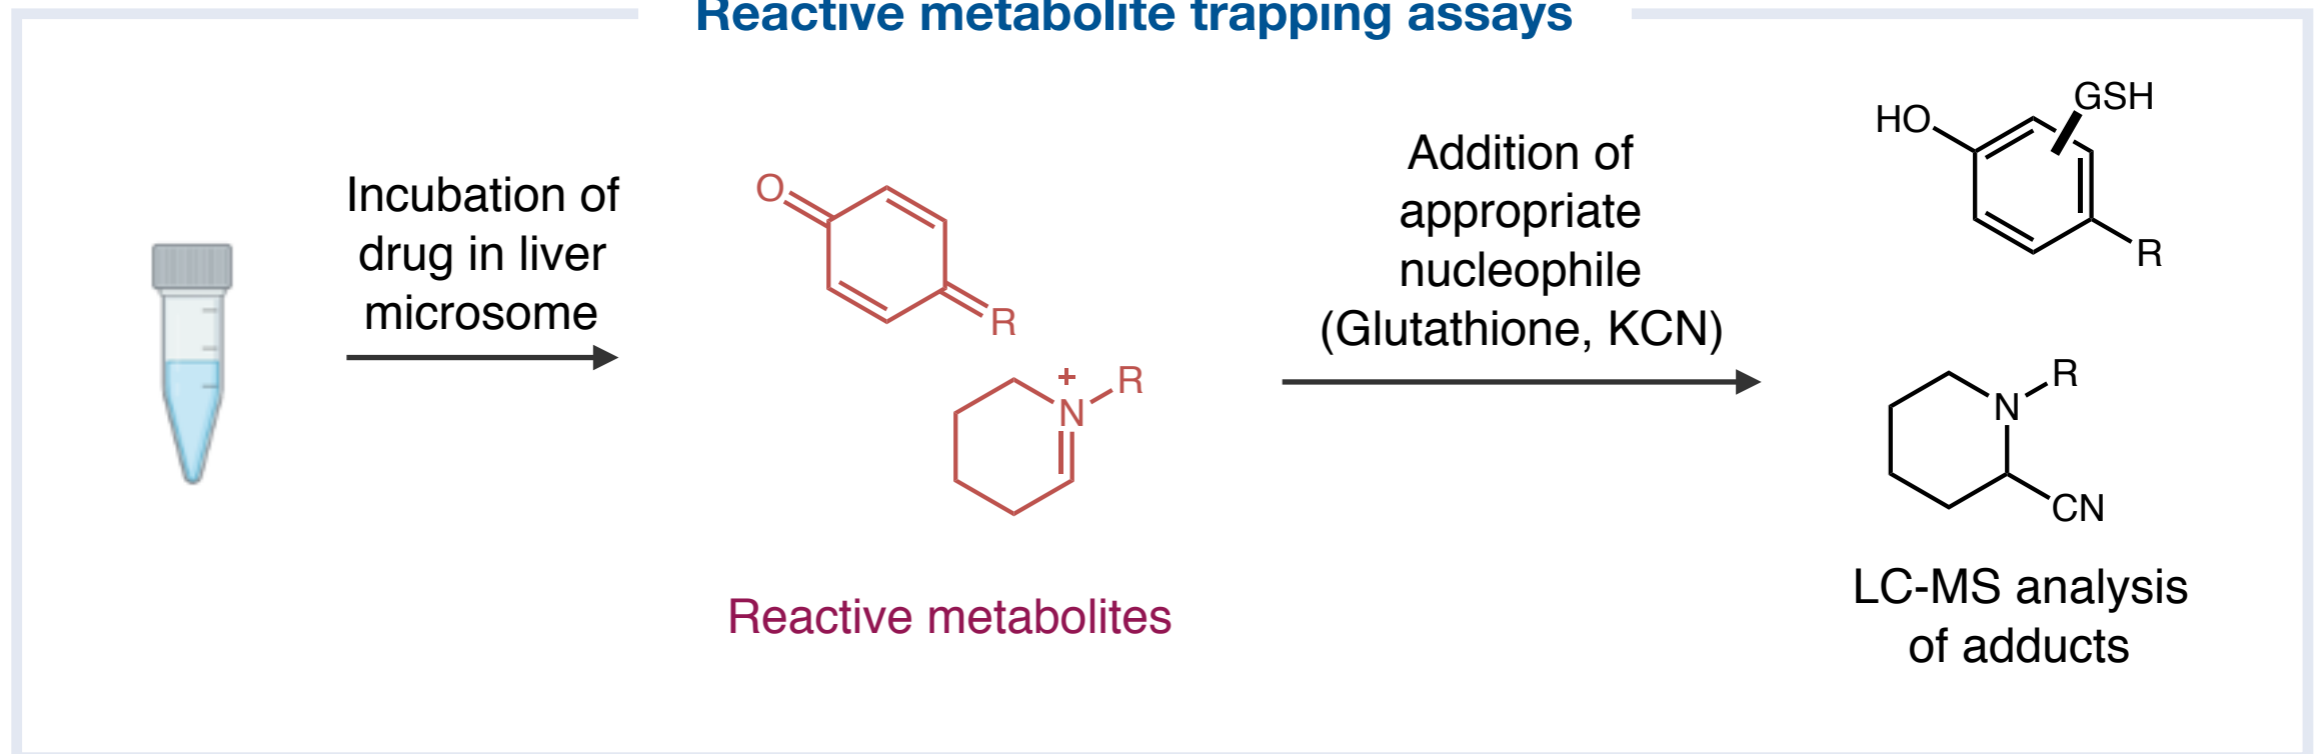 Reactive metabolite trapping assays
Incubation of
drug in liver
microsome
O
R
+
N
R
Reactive metabolites
Addition of
appropriate
nucleophile
(Glutathione, KCN)
GSH
HO
R
R
N
CN
LC-MS analysis
of adducts